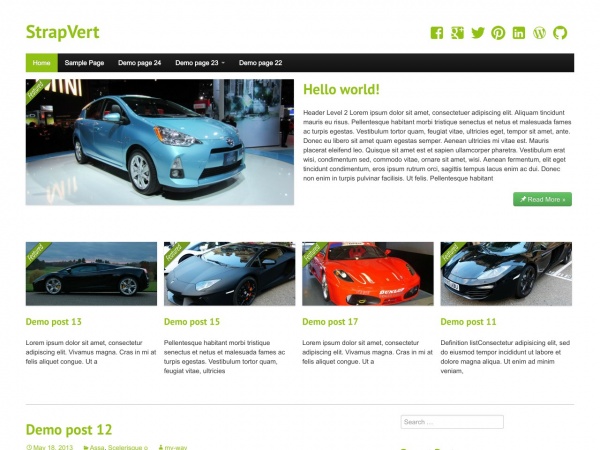 StrapVert
Home Sample Page Demo page 24 Demo page 23 Demo page 22
featured
Hello world!
Header Level 2 Lorem ipsum dolor sit amet, consectetuer adipiscing elit. Aliquam tincidunt
mauris eu risus. Pellentesque habitant morbi tristique senectus et netus et malesuada fames
ac turpis egestas. Vestibulum tortor quam, feugiat vitae, ultricies eget, tempor sit amet, ante.
Donec eu libero sit amet quam egestas semper. Aenean ultricies mi vitae est. Mauris
placerat eleifend leo. Quisque sit amet est et sapien ullamcorper pharetra. Vestibulum erat
wisi, condimentum sed, commodo vitae, ornare sit amet, wisi. Aenean fermentum, elit eget
tincidunt condimentum, eros ipsum rutrum orci, sagittis tempus lacus enim ac dui. Donec
non enim in turpis pulvinar facilisis. Ut felis. Pellentesque habitant
Read More »
featured
featured
featured
DUNLOP
featured
Demo post 13
Lorem ipsum dolor sit amet, consectetur
adipiscing elit. Vivamus magna. Cras in mi at
felis aliquet congue. Ut a
Demo post 15
Pellentesque habitant morbi tristique
senectus et netus et malesuada fames ac
turpis egestas. Vestibulum tortor quam,
feugiat vitae, ultricies
Demo post 17
Lorem ipsum dolor sit amet, consectetur
adipiscing elit. Vivamus magna. Cras in mi at
felis aliquet congue. Ut a
Demo post 11
Definition listConsectetur adipisicing elit, sed
do eiusmod tempor incididunt ut labore et
dolore magna aliqua. Ut enim ad minim
veniam,
Demo post 12
May 18, 2013 Assa, Scelerisque o my-way
Search ...